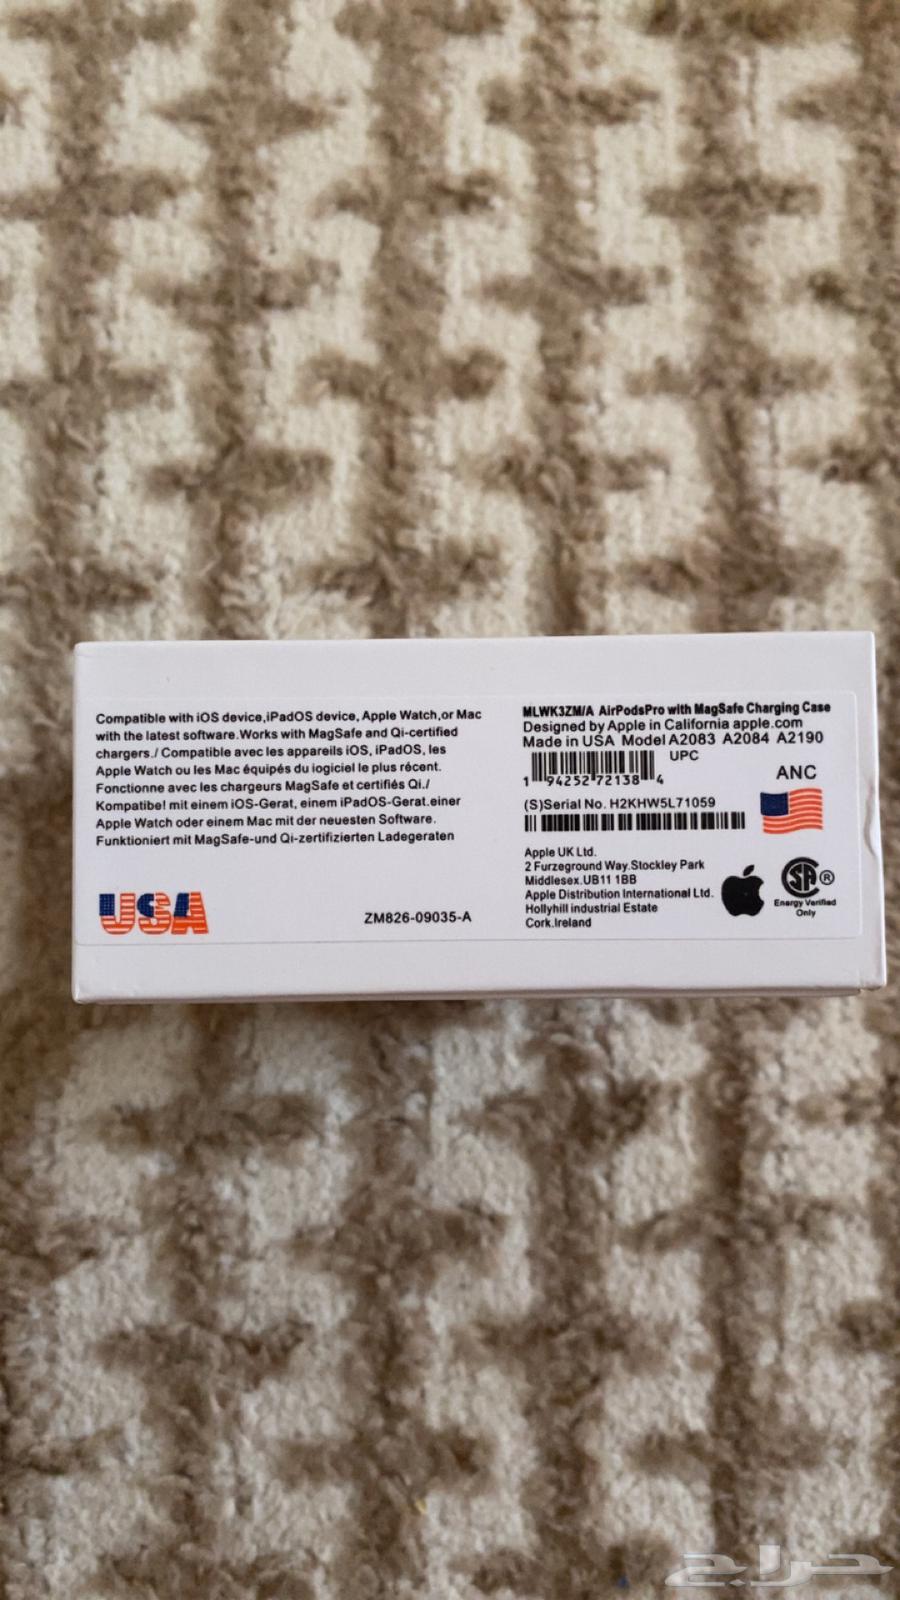 Compatible with iOS device,iPadOS device, Apple Watch,or Mac
with the latest software.Works with MagSafe and Qi-certified
chargers./ Compatible avec les appareils iOS, iPadOS, les
Apple Watch ou les Mac équipés du logiciel le plus récent.
Fonctionne avec les chargeurs MagSafe et certifiés Qi./
Kompatibe! mit einem iOS-Gerat, einem iPadOS-Gerat.einer
Apple Watch oder einem Mac mit der neuesten Software.
Funktioniert mit MagSafe-und Qi-zertifizierten Ladegeraten
USA
ZM826-09035-A
MLWK3ZM/A AirPodsPro with MagSafe Charging Case
Designed by Apple in California apple.com
Made in USA Model A2083 A2084 A2190
UPC
1 94252 72138 4
ANC
(S)Serial No. H2KHW5L71059
Apple UK Ltd.
2 Furzeground Way.Stockley Park
Middlesex.UB11 1BB
Apple Distribution International Ltd.
Hollyhill industrial Estate
Cork.Ireland
SA ®
Energy Verified
Only
حراج